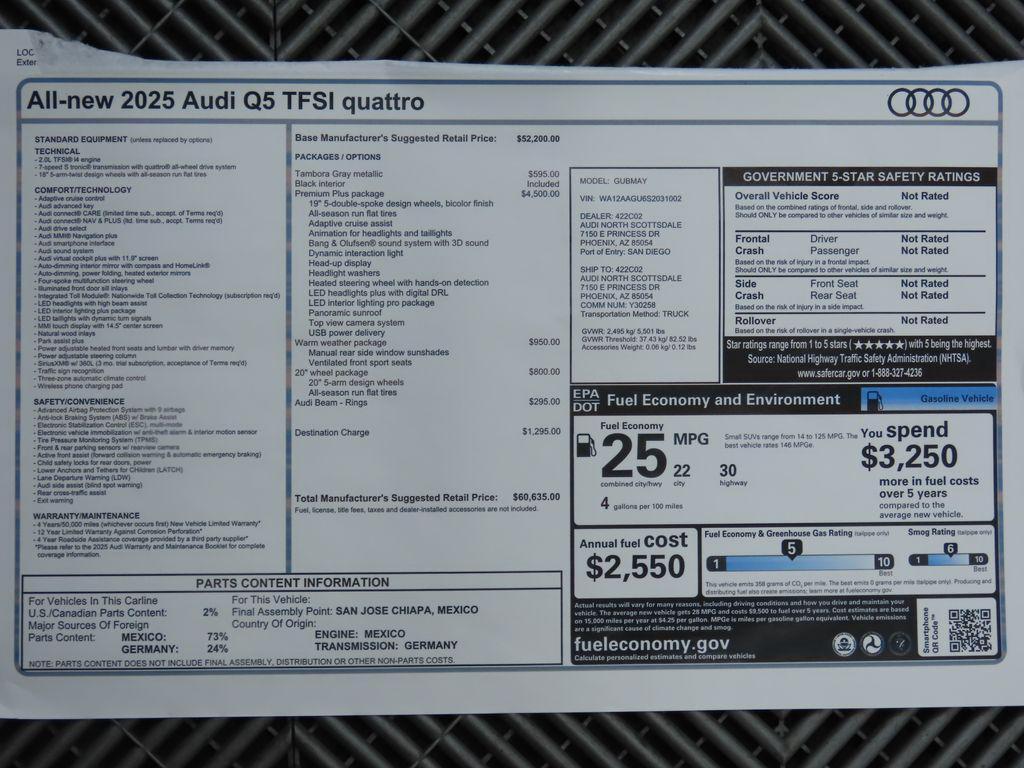 LOC
Exter
All-new 2025 Audi Q5 TFSI quattro
STANDARD EQUIPMENT (unless replaced by options)
TECHNICAL
- 2.0L TFSI® I4 engine
- 7-speed S tronic® transmission with quattro® all-wheel drive system
- 18" 5-arm-twist design wheels with all-season run flat tires
COMFORT/TECHNOLOGY
- Adaptive cruise control
- Audi advanced key
- Audi connect® CARE (limited time sub., accept. of Terms req'd)
- Audi connect® NAV & PLUS (ltd. time sub., accpt. Terms req'd)
- Audi drive select
- Audi MMI® Navigation plus
- Audi smartphone interface
- Audi sound system
- Audi virtual cockpit plus with 11.9" screen
- Auto-dimming interior mirror with compass and HomeLink®
- Auto-dimming, power folding, heated exterior mirrors
- Four-spoke multifunction steering wheel
- Illuminated front door sill inlays
- Integrated Toll Module®: Nationwide Toll Collection Technology (subscription req'd)
- LED headlights with high beam assist
- LED interior lighting plus package
- LED taillights with dynamic turn signals
- MMI touch display with 14.5" center screen
- Natural wood inlays
- Park assist plus
- Power adjustable heated front seats and lumbar with driver memory
- Power adjustable steering column
- SiriusXM® w/ 360L (3 mo. trial subscription, acceptance of Terms req'd)
- Traffic sign recognition
- Three-zone automatic climate control
- Wireless phone charging pad
SAFETY/CONVENIENCE
- Advanced Airbag Protection System with 9 airbags
- Anti-lock Braking System (ABS) w/ Brake Assist
- Electronic Stabilization Control (ESC), multi-mode
- Electronic vehicle immobilization w/ anti-theft alarm & interior motion sensor
- Tire Pressure Monitoring System (TPMS)
- Front & rear parking sensors w/ rearview camera
- Active front assist (forward collision warning & automatic emergency braking)
- Child safety locks for rear doors, power
- Lower Anchors and Tethers for CHildren (LATCH)
- Lane Departure Warning (LDW)
- Audi side assist (blind spot warning)
- Rear cross-traffic assist
- Exit warning
WARRANTY/MAINTENANCE
- 4 Years/50,000 miles (whichever occurs first) New Vehicle Limited Warranty*
- 12 Year Limited Warranty Against Corrosion Perforation*
- 4 Year Roadside Assistance coverage provided by a third party supplier*
*Please refer to the 2025 Audi Warranty and Maintenance Booklet for complete
coverage information.
Base Manufacturer's Suggested Retail Price: $52,200.00
PACKAGES / OPTIONS
Tambora Gray metallic $595.00
Black interior Included
Premium Plus package $4,500.00
19" 5-double-spoke design wheels, bicolor finish
All-season run flat tires
Adaptive cruise assist
Animation for headlights and taillights
Bang & Olufsen® sound system with 3D sound
Dynamic interaction light
Head-up display
Headlight washers
Heated steering wheel with hands-on detection
LED headlights plus with digital DRL
LED interior lighting pro package
Panoramic sunroof
Top view camera system
USB power delivery
Warm weather package $950.00
Manual rear side window sunshades
Ventilated front sport seats
20" wheel package $800.00
20" 5-arm design wheels
All-season run flat tires
Audi Beam - Rings $295.00
Destination Charge $1,295.00
Total Manufacturer's Suggested Retail Price: $60,635.00
Fuel, license, title fees, taxes and dealer-installed accessories are not included.
MODEL: GUBMAY
VIN: WA12AAGU6S2031002
DEALER: 422C02
AUDI NORTH SCOTTSDALE
7150 E PRINCESS DR
PHOENIX, AZ 85054
Port of Entry: SAN DIEGO
SHIP TO: 422C02
AUDI NORTH SCOTTSDALE
7150 E PRINCESS DR
PHOENIX, AZ 85054
COMM NUM: Y30258
Transportation Method: TRUCK
GVWR: 2,495 kg/ 5,501 lbs
GVWR Threshold: 37.43 kg/ 82.52 lbs
Accessories Weight: 0.06 kg/ 0.12 lbs
GOVERNMENT 5-STAR SAFETY RATINGS
Overall Vehicle Score Not Rated
Based on the combined ratings of frontal, side and rollover.
Should ONLY be compared to other vehicles of similar size and weight.
Frontal Driver Not Rated
Crash Passenger Not Rated
Based on the risk of injury in a frontal impact.
Should ONLY be compared to other vehicles of similar size and weight.
Side Front Seat Not Rated
Crash Rear Seat Not Rated
Based on the risk of injury in a side impact.
Rollover Not Rated
Based on the risk of rollover in a single-vehicle crash.
Star ratings range from 1 to 5 stars (★★★★★) with 5 being the highest.
Source: National Highway Traffic Safety Administration (NHTSA).
www.safercar.gov or 1-888-327-4236
EPA
DOT
Fuel Economy and Environment
Gasoline Vehicle
Fuel Economy
25 MPG
combined city/hwy
22
city
30
highway
4 gallons per 100 miles
Small SUVs range from 14 to 125 MPG. The
best vehicle rates 146 MPGe.
You spend
$3,250
more in fuel costs
over 5 years
compared to the
average new vehicle.
Annual fuel cost
$2,550
Fuel Economy & Greenhouse Gas Rating (tailpipe only)
5
1
10
Best
Smog Rating (tailpipe only)
6
1
10
Best
This vehicle emits 358 grams of CO2 per mile. The best emits 0 grams per mile (tailpipe only). Producing and
distributing fuel also create emissions; learn more at fueleconomy.gov.
Actual results will vary for many reasons, including driving conditions and how you drive and maintain your
vehicle. The average new vehicle gets 28 MPG and costs $9,500 to fuel over 5 years. Cost estimates are based
on 15,000 miles per year at $4.25 per gallon. MPGe is miles per gasoline gallon equivalent. Vehicle emissions
are a significant cause of climate change and smog.
fueleconomy.gov
Calculate personalized estimates and compare vehicles
Smartphone
QR Code™
PARTS CONTENT INFORMATION
For Vehicles In This Carline
U.S./Canadian Parts Content: 2%
Major Sources Of Foreign
Parts Content: MEXICO: 73%
GERMANY: 24%
For This Vehicle:
Final Assembly Point: SAN JOSE CHIAPA, MEXICO
Country Of Origin:
ENGINE: MEXICO
TRANSMISSION: GERMANY
NOTE: PARTS CONTENT DOES NOT INCLUDE FINAL ASSEMBLY, DISTRIBUTION OR OTHER NON-PARTS COSTS.